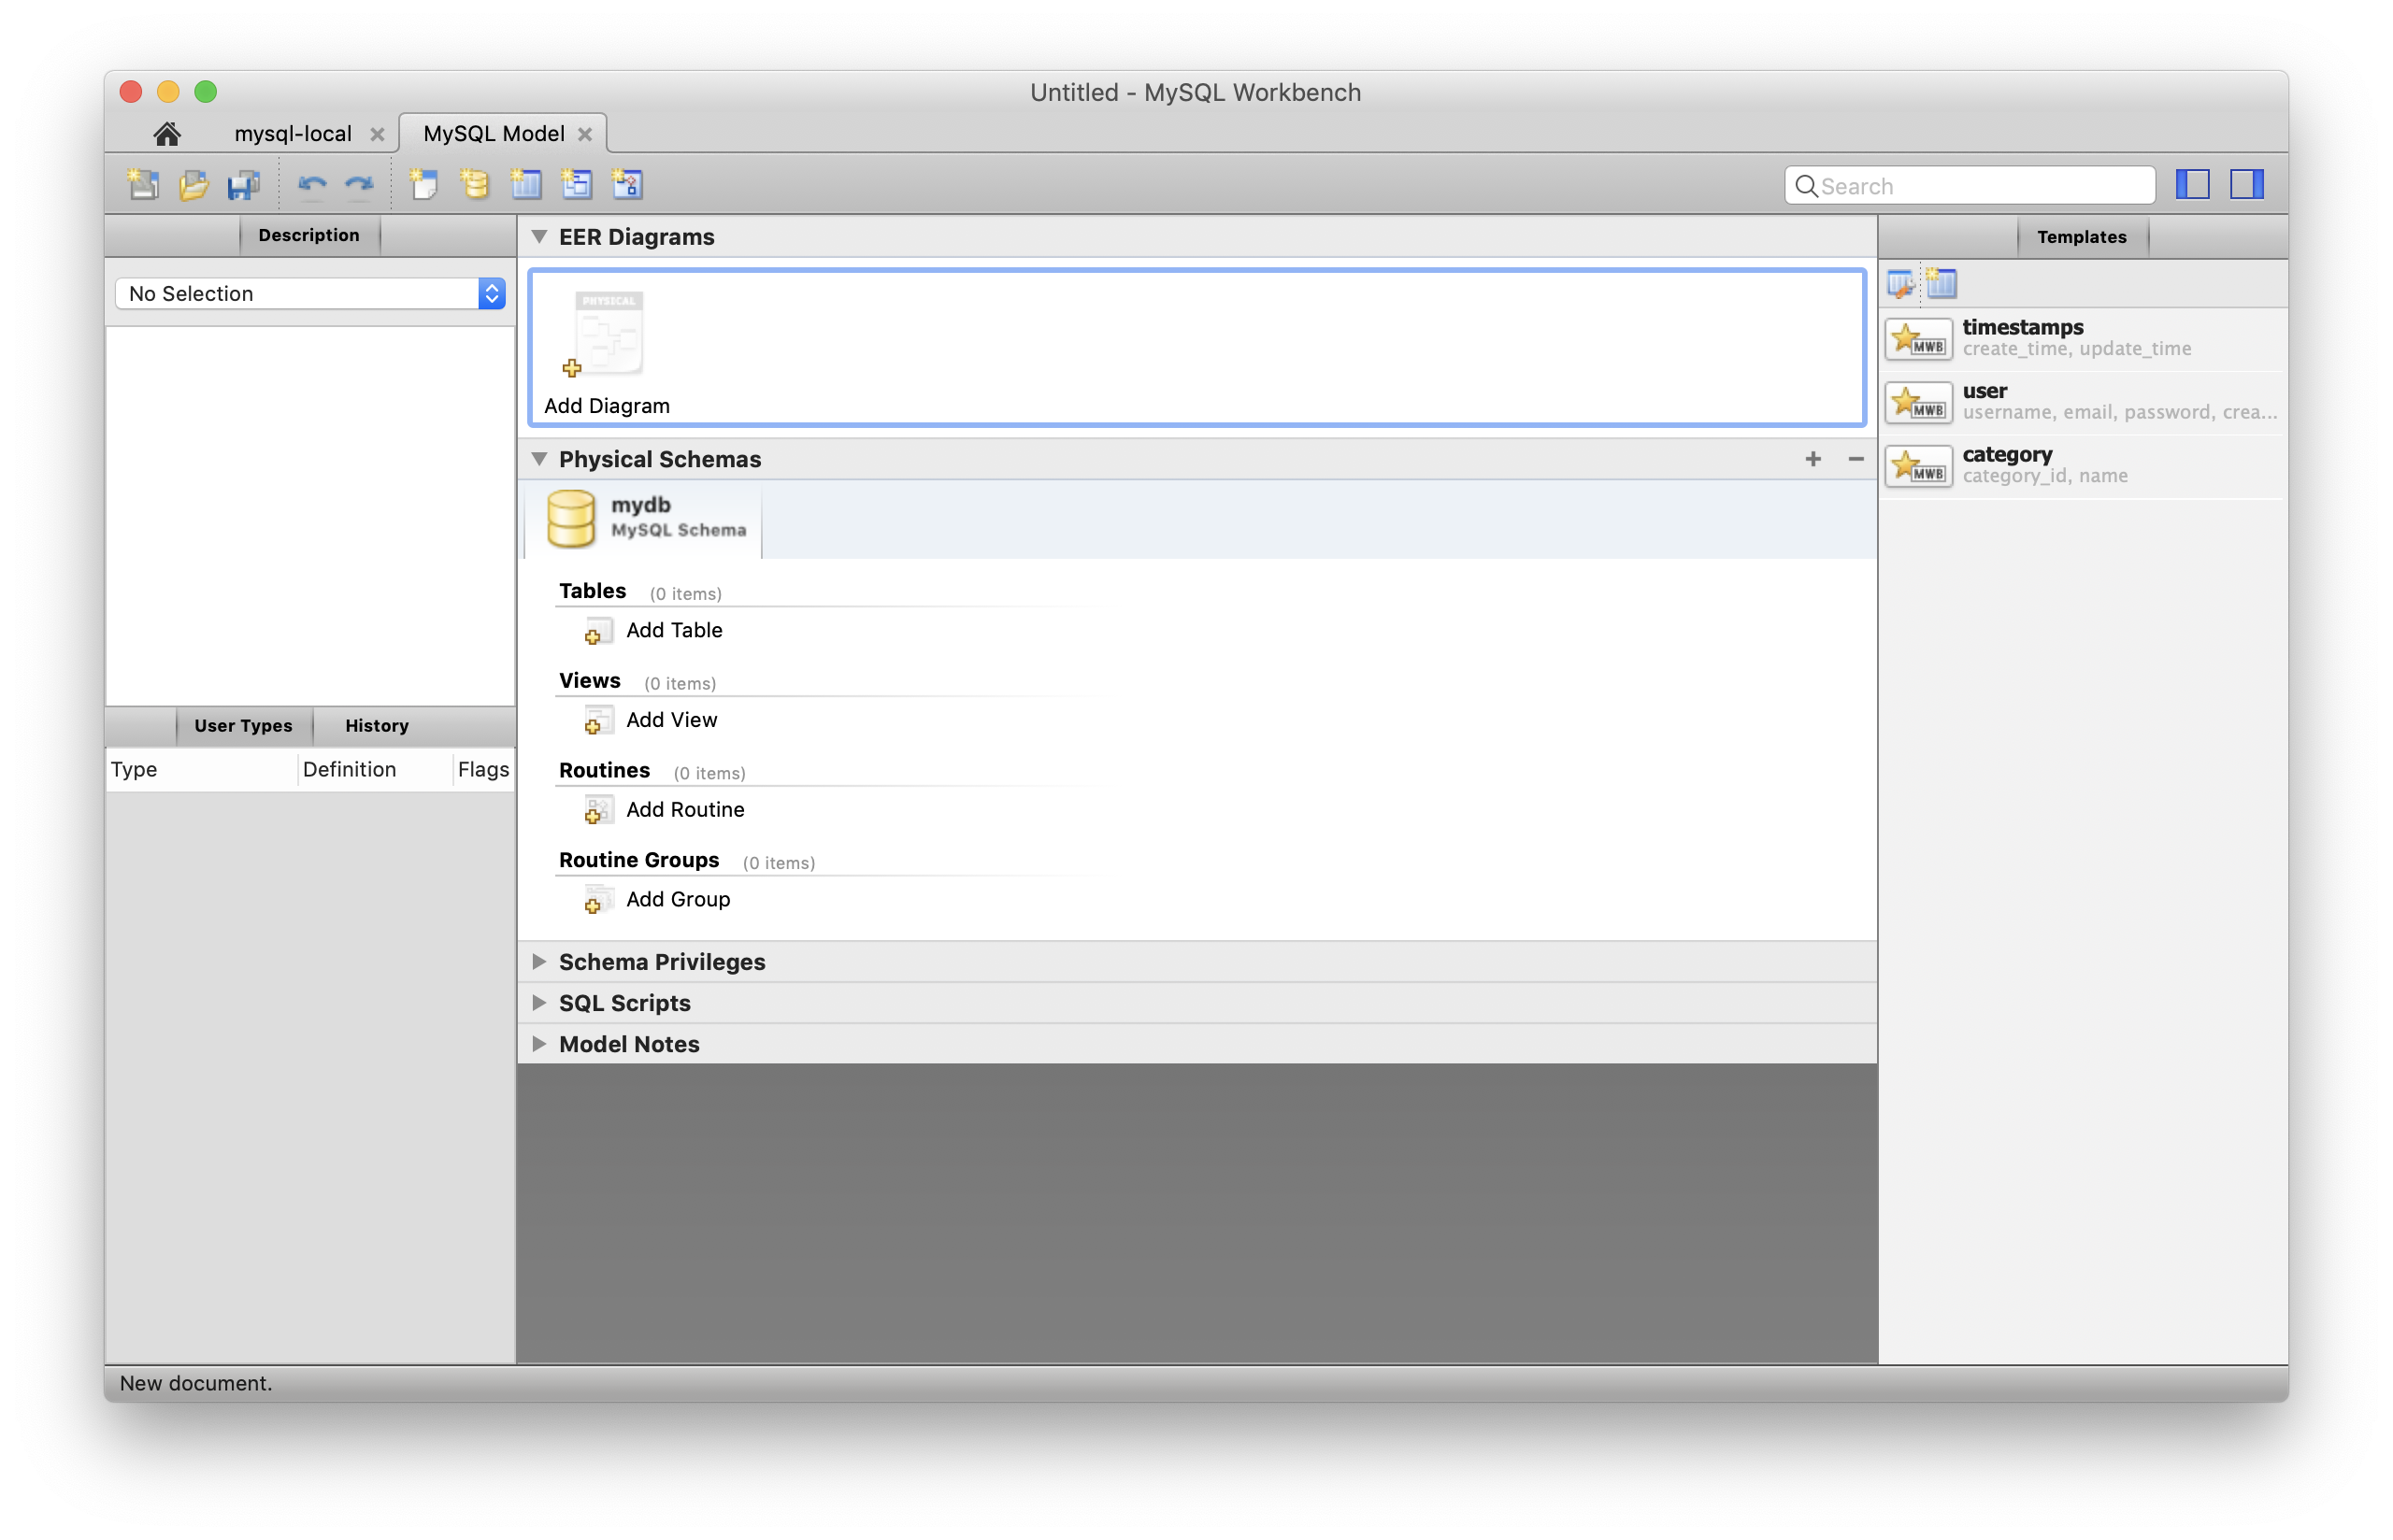 Untitled - MySQL Workbench
mysql-local
MySQL Model
Search
Description
No Selection
User Types
History
Type
Definition
Flags
EER Diagrams
PHYSICAL
Add Diagram
Physical Schemas
mydb
MySQL Schema
Tables (0 items)
Add Table
Views (0 items)
Add View
Routines (0 items)
Add Routine
Routine Groups (0 items)
Add Group
Schema Privileges
SQL Scripts
Model Notes
Templates
MWB
timestamps
create_time, update_time
MWB
user
username, email, password, crea...
MWB
category
category_id, name
New document.